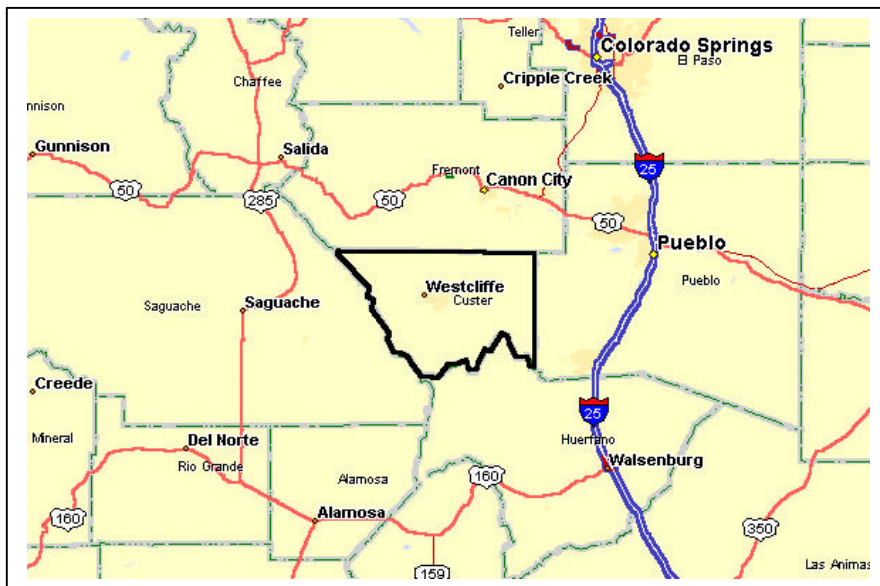 Teller
Colorado Springs
El Paso
Cripple Creek
Chaffee
Gunnison
Salida
Fremont
Canon City
50
285
50
25
50
Pueblo
Pueblo
Westcliffe
Custer
Saguache
Saguache
Creede
Mineral
Del Norte
Rio Grande
Alamosa
Alamosa
25
Huerfano
Walsenburg
160
160
159
350
Las Animas